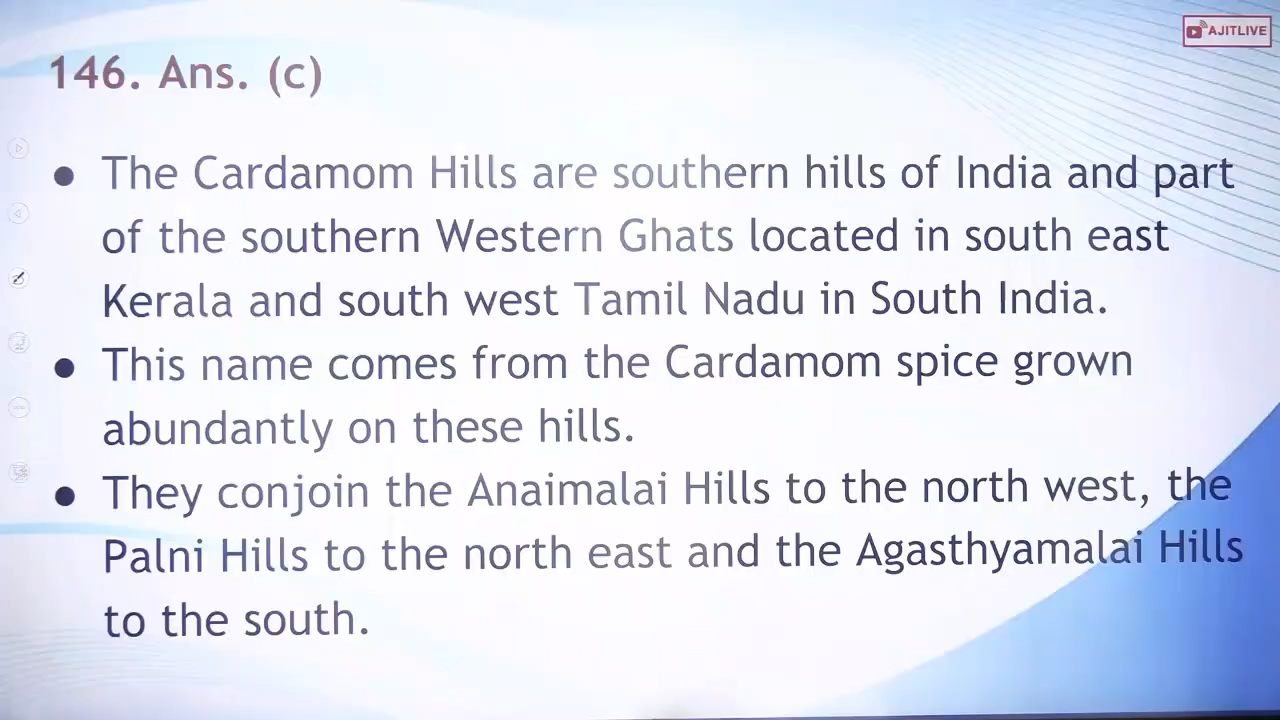 AJITLIVE
146. Ans. (c)
● The Cardamom Hills are southern hills of India and part
of the southern Western Ghats located in south east
Kerala and south west Tamil Nadu in South India.
● This name comes from the Cardamom spice grown
abundantly on these hills.
● They conjoin the Anaimalai Hills to the north west, the
Palni Hills to the north east and the Agasthyamalai Hills
to the south.